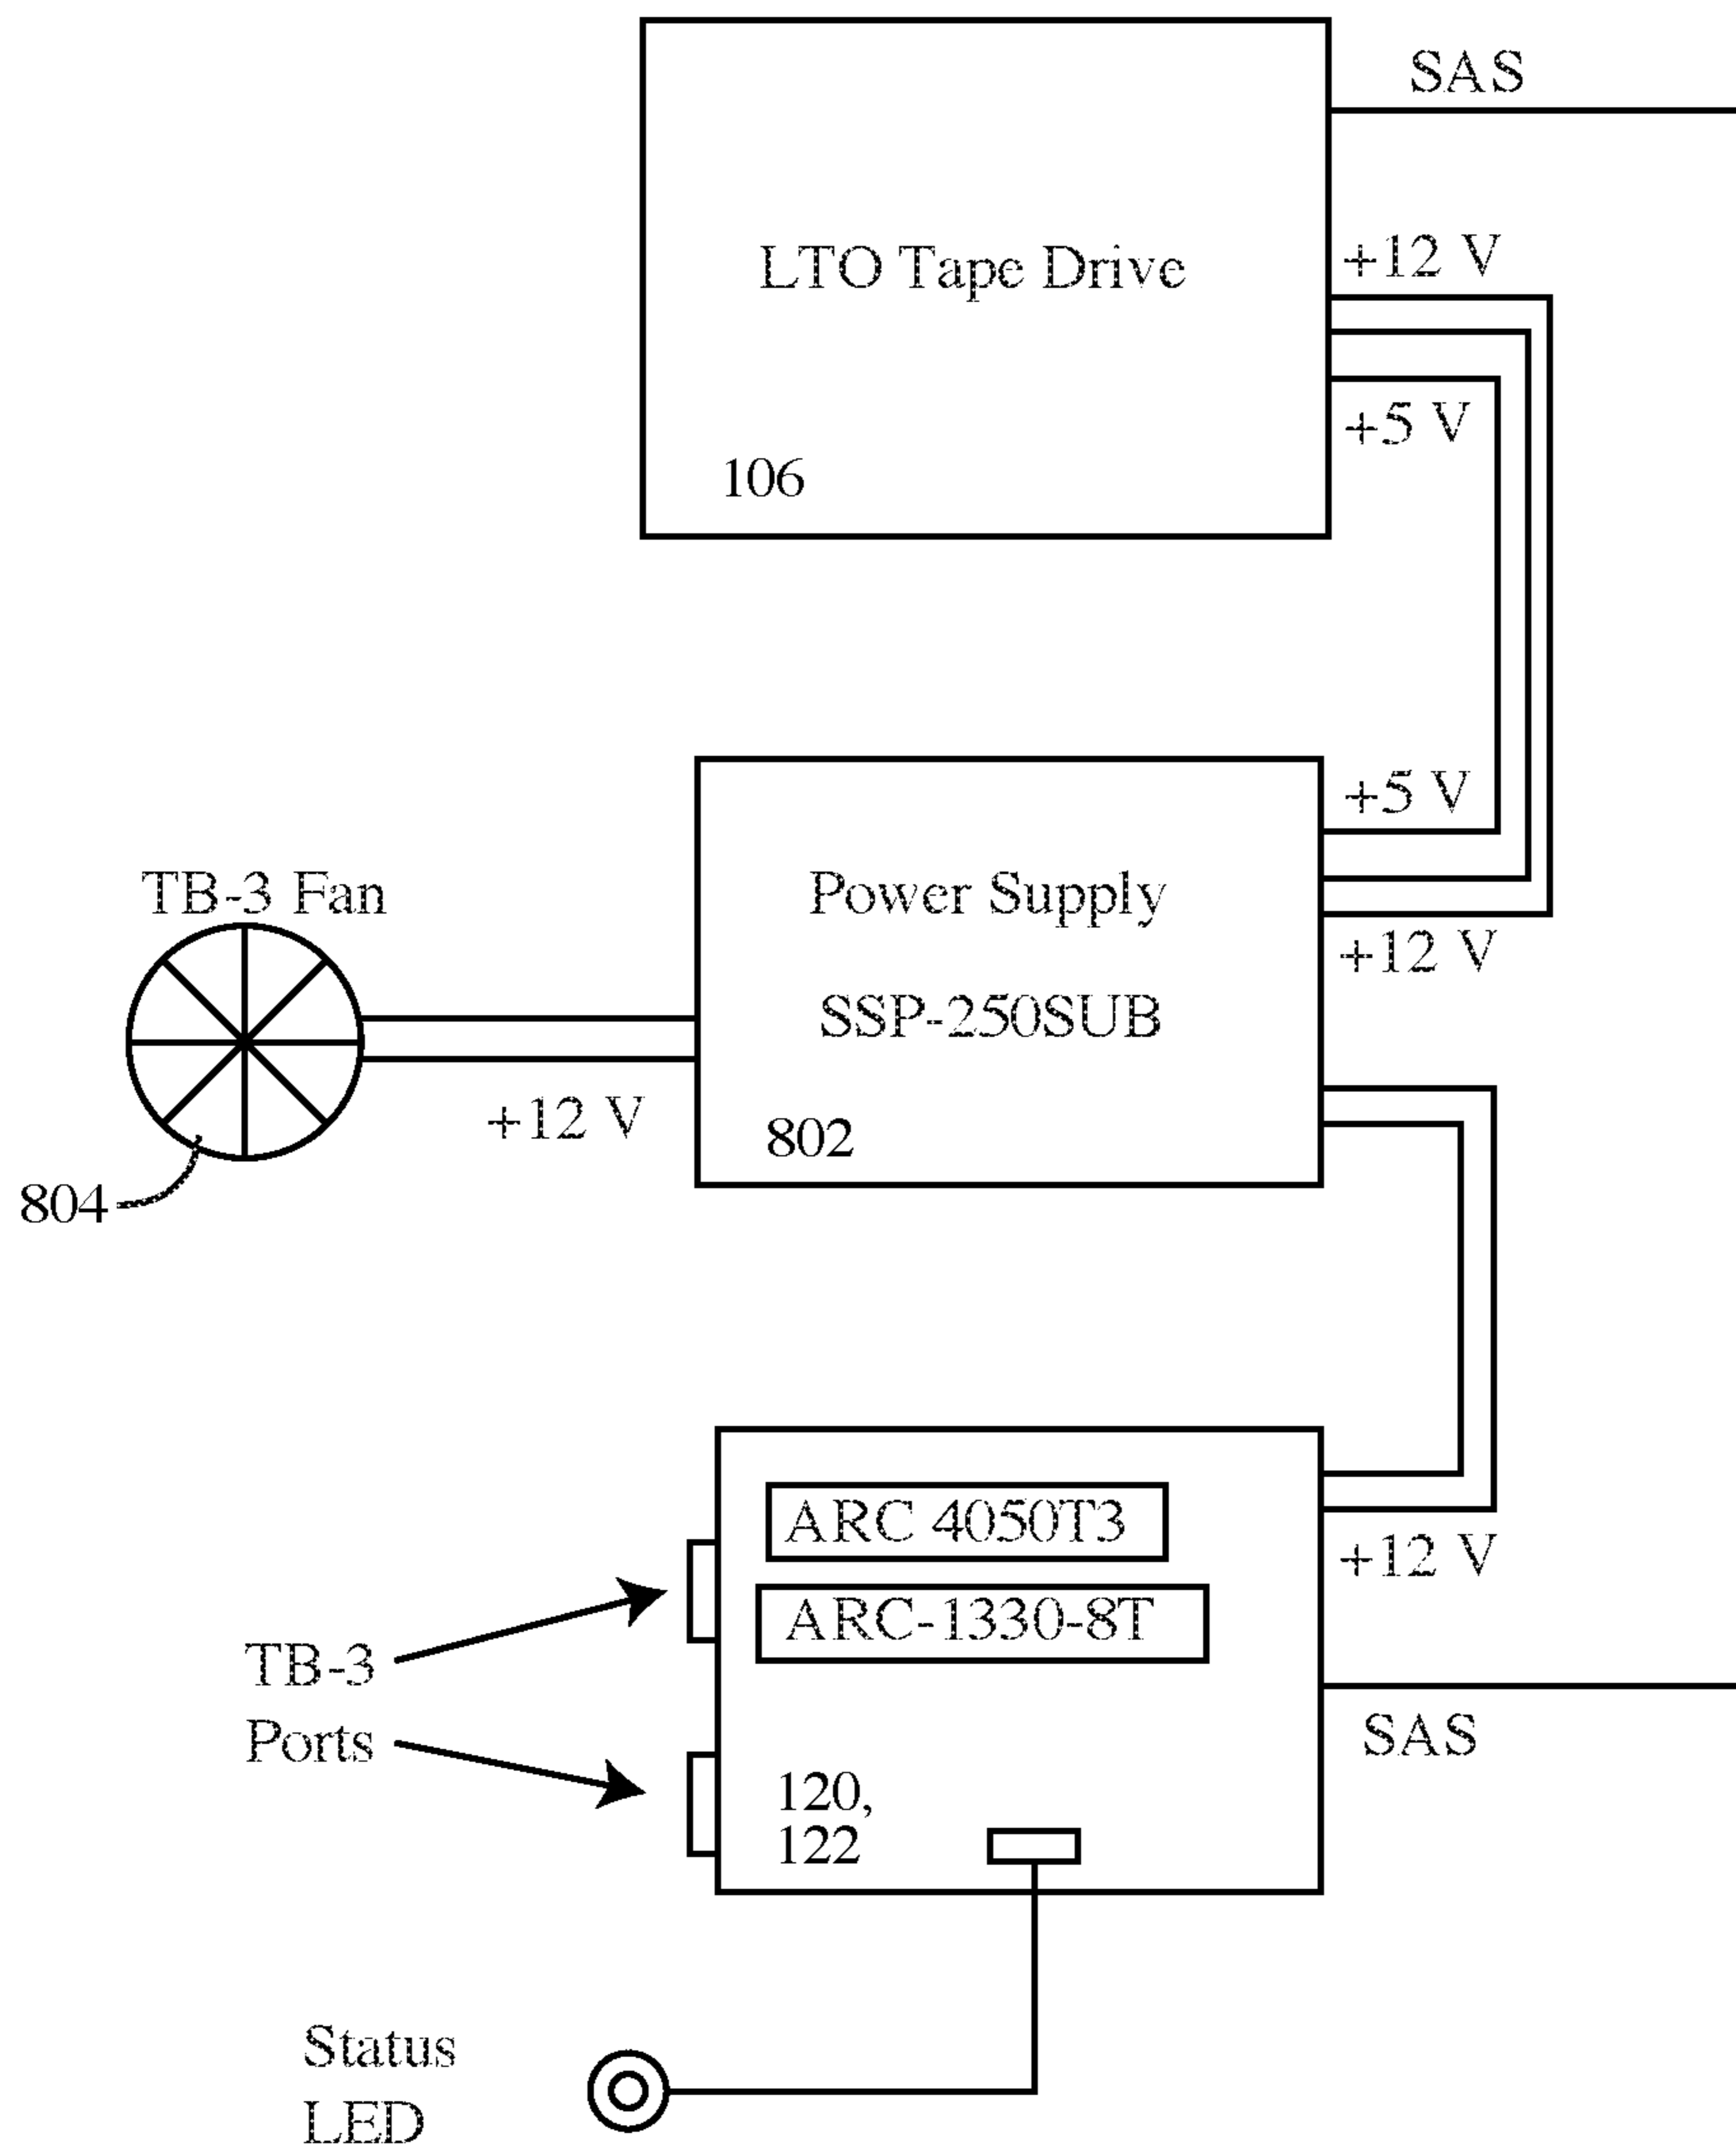 SAS
LTO Tape Drive
+12 V
+5 V
106
+5 V
TB-3 Fan
Power Supply
+12 V
SSP-250SUB
+12 V
802
804
ARC 4050T3
+12 V
ARC-1330-8T
TB-3
Ports
SAS
120,
122
Status
LED